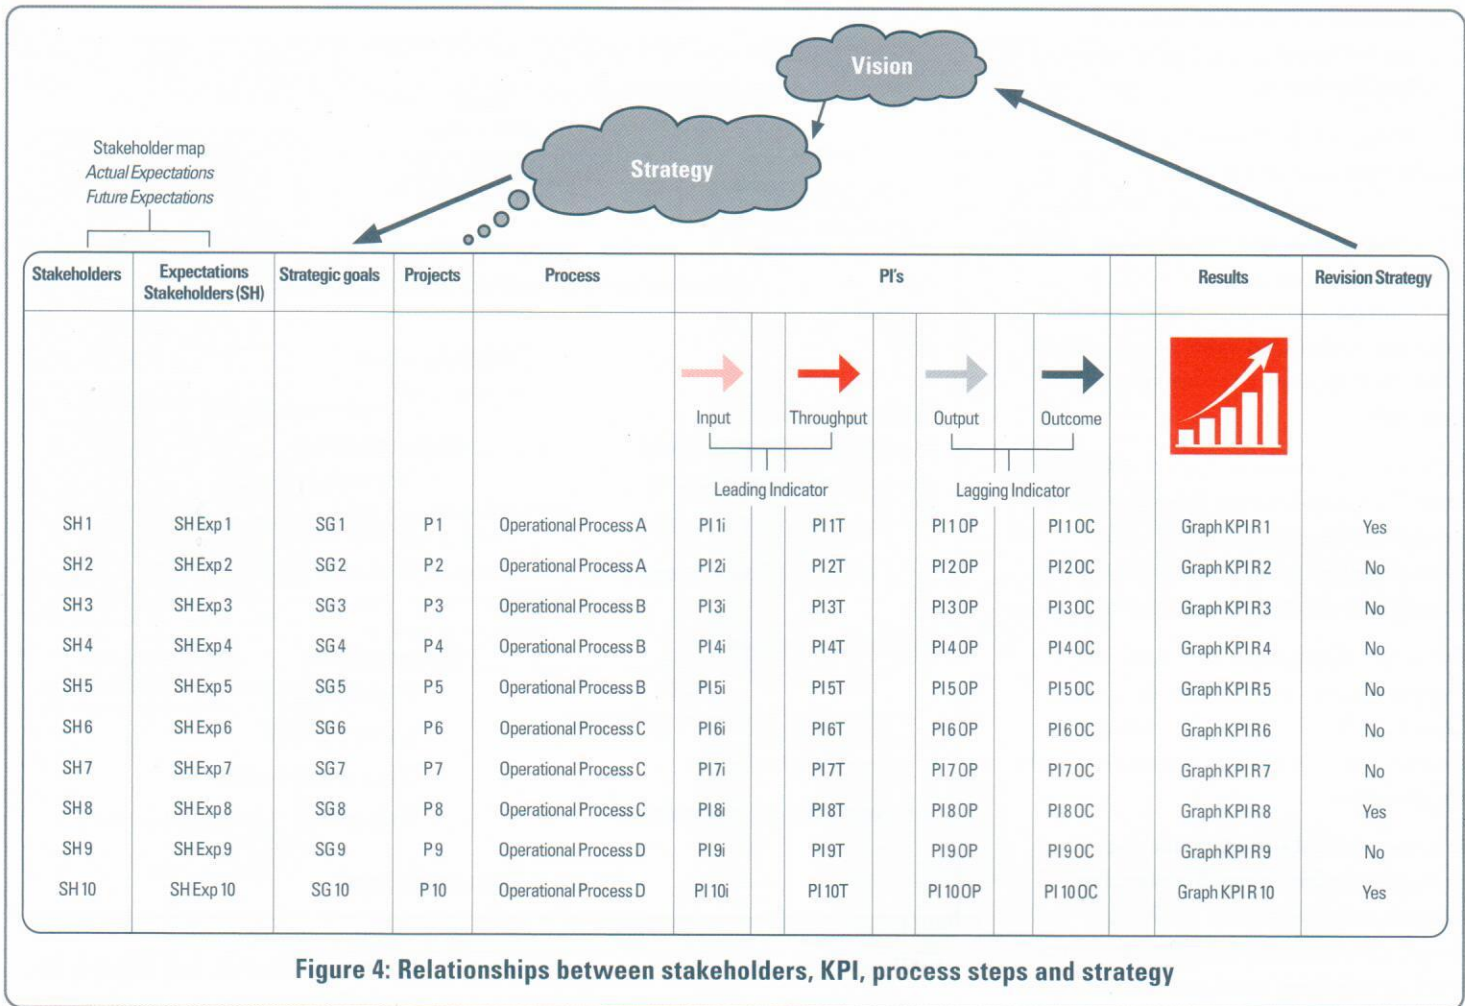 Vision
Strategy
Stakeholder map
Actual Expectations
Future Expectations
Stakeholders Expectations Stakeholders (SH) Strategic goals Projects Process PI's Results Revision Strategy
Input Throughput Output Outcome
Leading Indicator Lagging Indicator
SH 1 SH Exp 1 SG 1 P 1 Operational Process A PI 1i PI 1T PI 1 OP PI 1 OC Graph KPI R 1 Yes
SH 2 SH Exp 2 SG 2 P 2 Operational Process A PI 2i PI 2T PI 2 OP PI 2 OC Graph KPI R 2 No
SH 3 SH Exp 3 SG 3 P 3 Operational Process B PI 3i PI 3T PI 3 OP PI 3 OC Graph KPI R 3 No
SH 4 SH Exp 4 SG 4 P 4 Operational Process B PI 4i PI 4T PI 4 OP PI 4 OC Graph KPI R 4 No
SH 5 SH Exp 5 SG 5 P 5 Operational Process B PI 5i PI 5T PI 5 OP PI 5 OC Graph KPI R 5 No
SH 6 SH Exp 6 SG 6 P 6 Operational Process C PI 6i PI 6T PI 6 OP PI 6 OC Graph KPI R 6 No
SH 7 SH Exp 7 SG 7 P 7 Operational Process C PI 7i PI 7T PI 7 OP PI 7 OC Graph KPI R 7 No
SH 8 SH Exp 8 SG 8 P 8 Operational Process C PI 8i PI 8T PI 8 OP PI 8 OC Graph KPI R 8 Yes
SH 9 SH Exp 9 SG 9 P 9 Operational Process D PI 9i PI 9T PI 9 OP PI 9 OC Graph KPI R 9 No
SH 10 SH Exp 10 SG 10 P 10 Operational Process D PI 10i PI 10T PI 10 OP PI 10 OC Graph KPI R 10 Yes
Figure 4: Relationships between stakeholders, KPI, process steps and strategy